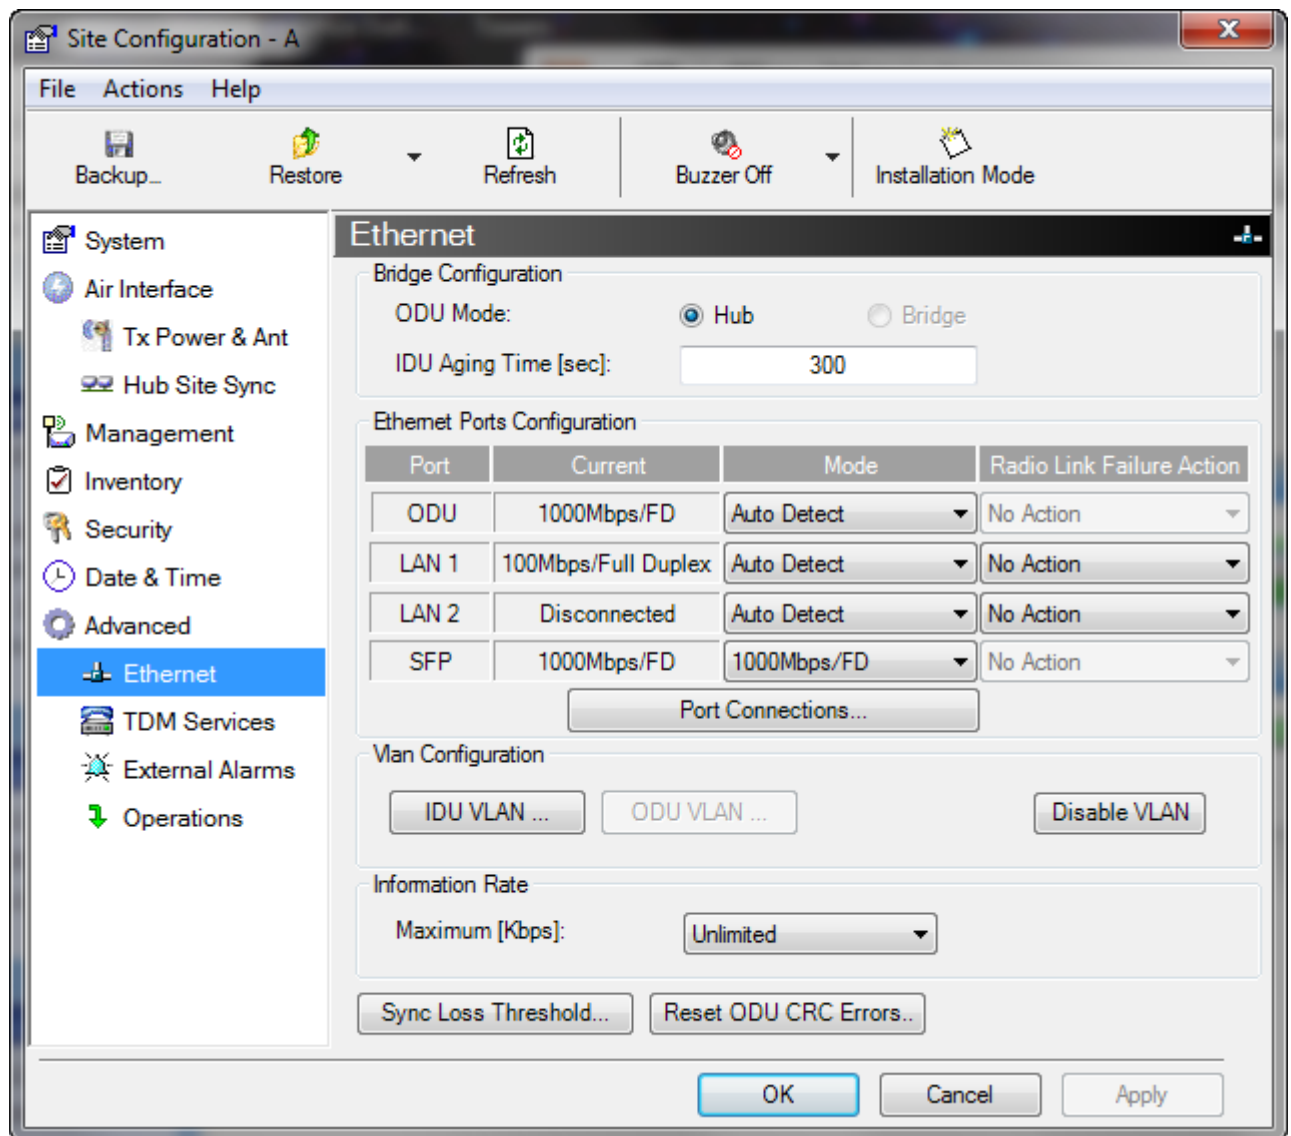 Site Configuration - A
File Actions Help
Backup... Restore Refresh Buzzer Off Installation Mode
System
Air Interface
Tx Power & Ant
Hub Site Sync
Management
Inventory
Security
Date & Time
Advanced
Ethernet
TDM Services
External Alarms
Operations
Ethernet
Bridge Configuration
ODU Mode: Hub Bridge
IDU Aging Time [sec]: 300
Ethernet Ports Configuration
Port Current Mode Radio Link Failure Action
ODU 1000Mbps/FD Auto Detect No Action
LAN 1 100Mbps/Full Duplex Auto Detect No Action
LAN 2 Disconnected Auto Detect No Action
SFP 1000Mbps/FD 1000Mbps/FD No Action
Port Connections...
Vlan Configuration
IDU VLAN ... ODU VLAN ... Disable VLAN
Information Rate
Maximum [Kbps]: Unlimited
Sync Loss Threshold... Reset ODU CRC Errors..
OK Cancel Apply